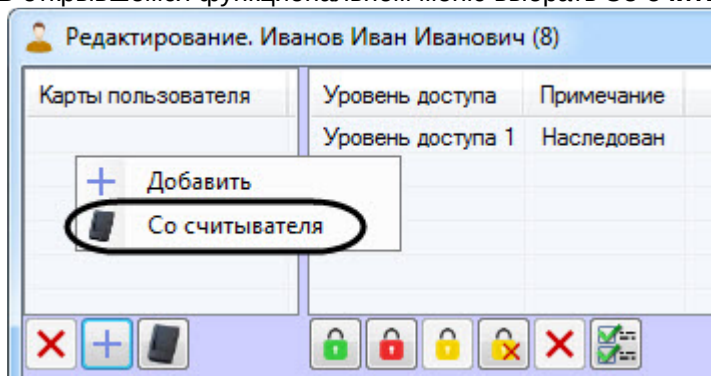 Редактирование. Иванов Иван Иванович (8)
Карты пользователя Уровень доступа Примечание
Уровень доступа 1 Наследован
Добавить
Со считывателя